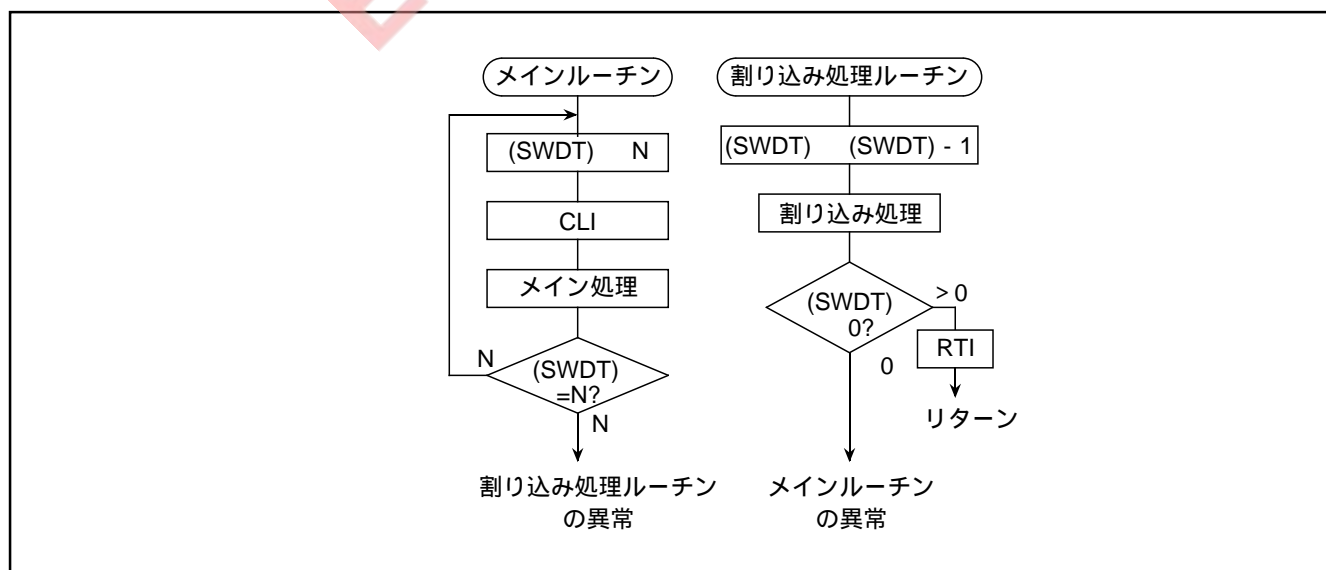 メインルーチン
(SWDT) N
CLI
メイン処理
(SWDT)
=N?
N
N
割り込み処理ルーチン
の異常
割り込み処理ルーチン
(SWDT) (SWDT) - 1
割り込み処理
(SWDT)
0?
> 0
RTI
リターン
0
メインルーチン
の異常